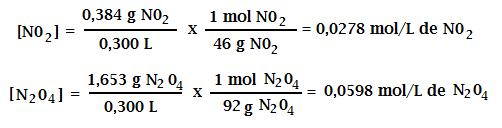 [NO2] = 0,384 g NO2 / 0,300 L x 1 mol NO2 / 46 g NO2 = 0,0278 mol/L de NO2
[N2O4] = 1,653 g N2O4 / 0,300 L x 1 mol N2O4 / 92 g N2O4 = 0,0598 mol/L de N2O4